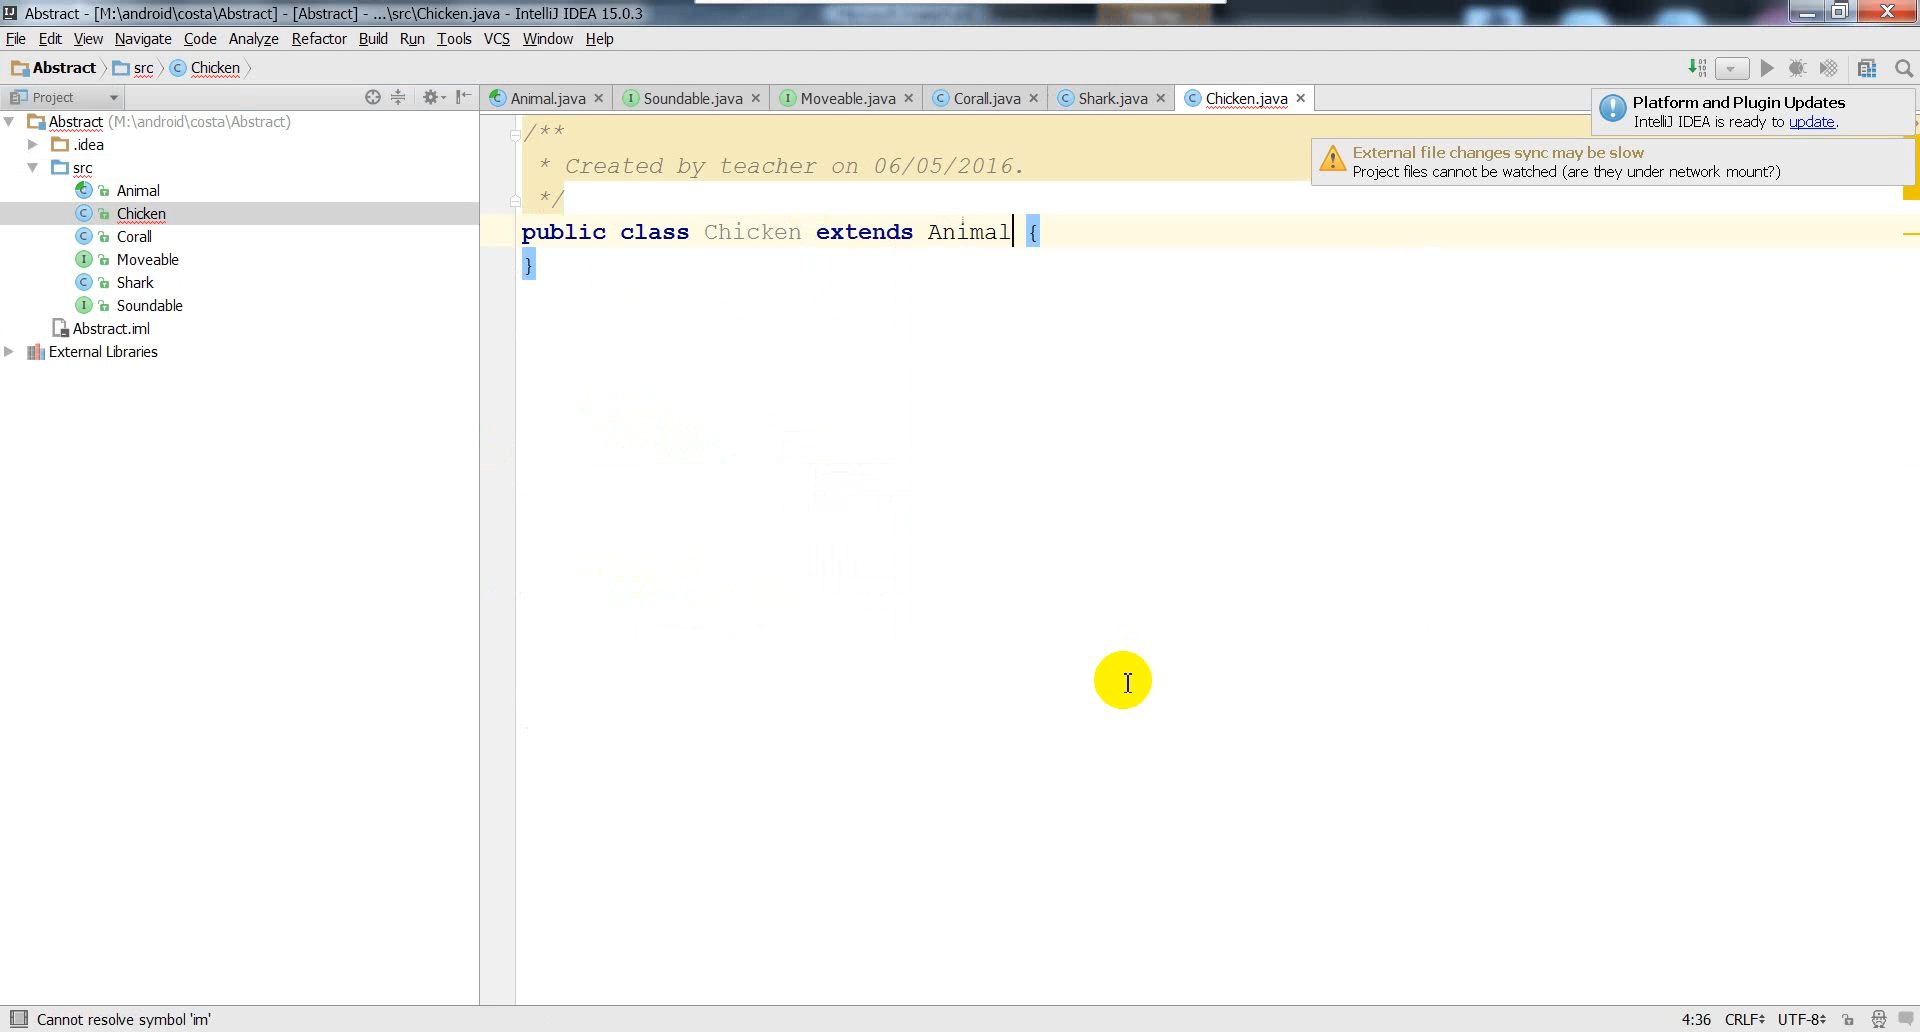 Abstract - [M:\android\costa\Abstract] - [Abstract] - ...\src\Chicken.java - IntelliJ IDEA 15.0.3
File Edit View Navigate Code Analyze Refactor Build Run Tools VCS Window Help
Abstract src Chicken
Project
Animal.java Soundable.java Moveable.java Corall.java Shark.java Chicken.java
Platform and Plugin Updates
IntelliJ IDEA is ready to update.
External file changes sync may be slow
Project files cannot be watched (are they under network mount?)
Abstract (M:\android\costa\Abstract)
.idea
src
Animal
Chicken
Corall
Moveable
Shark
Soundable
Abstract.iml
External Libraries
/**
* Created by teacher on 06/05/2016.
*/
public class Chicken extends Animal {
}
Cannot resolve symbol 'im'
4:36 CRLF UTF-8